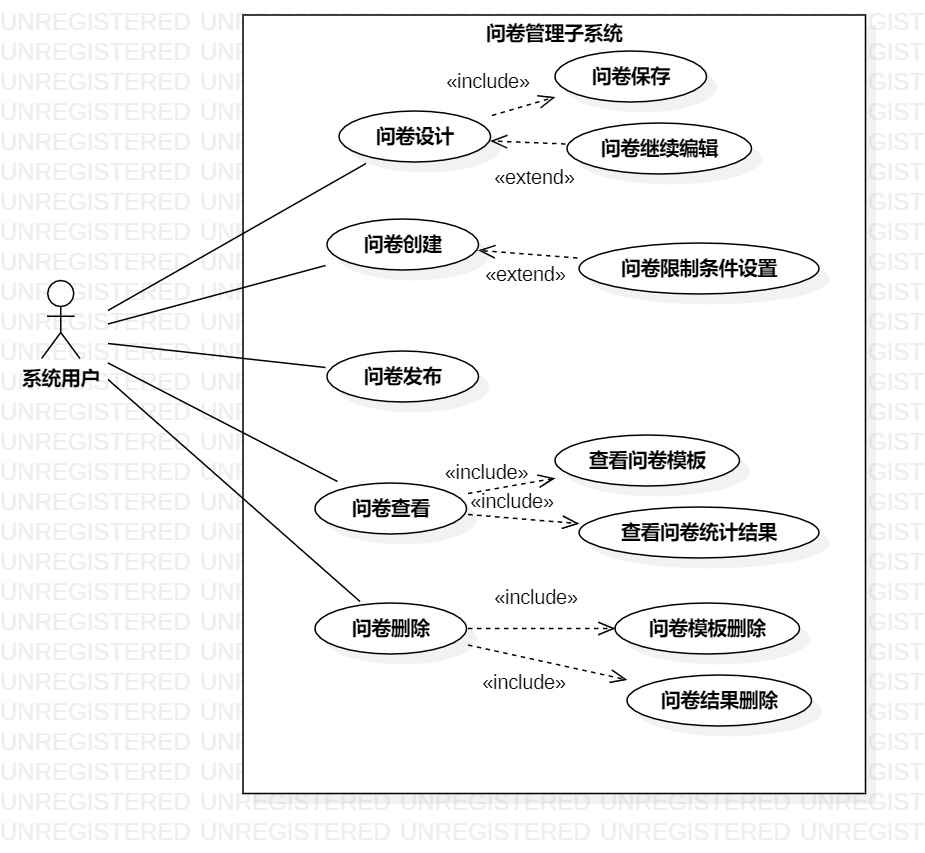 问卷管理子系统
«include»
问卷保存
问卷设计
问卷继续编辑
«extend»
问卷创建
«extend»
问卷限制条件设置
系统用户
问卷发布
查看问卷模板
«include»
«include»
问卷查看
查看问卷统计结果
«include»
问卷删除
问卷模板删除
«include»
问卷结果删除
UNREGISTERED UNREGISTERED UNREGISTERED UNREGISTERED UNREGIST